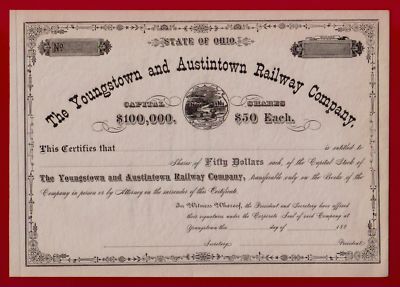 No
STATE OF OHIO.
The Youngstown and Austintown Railway Company.
CAPITAL SHARES
$100,000. $50 Each.
This Certifies that is entitled to
Shares of Fifty Dollars each, of the Capital Stock of
The Youngstown and Austintown Railway Company, transferable only on the Books of the
Company in person or by Attorney on the surrender of this Certificate.
In Witness Whereof, the President and Secretary have affixed
their signatures under the Corporate Seal of said Company at
Youngstown this day of 188
Secretary. President.